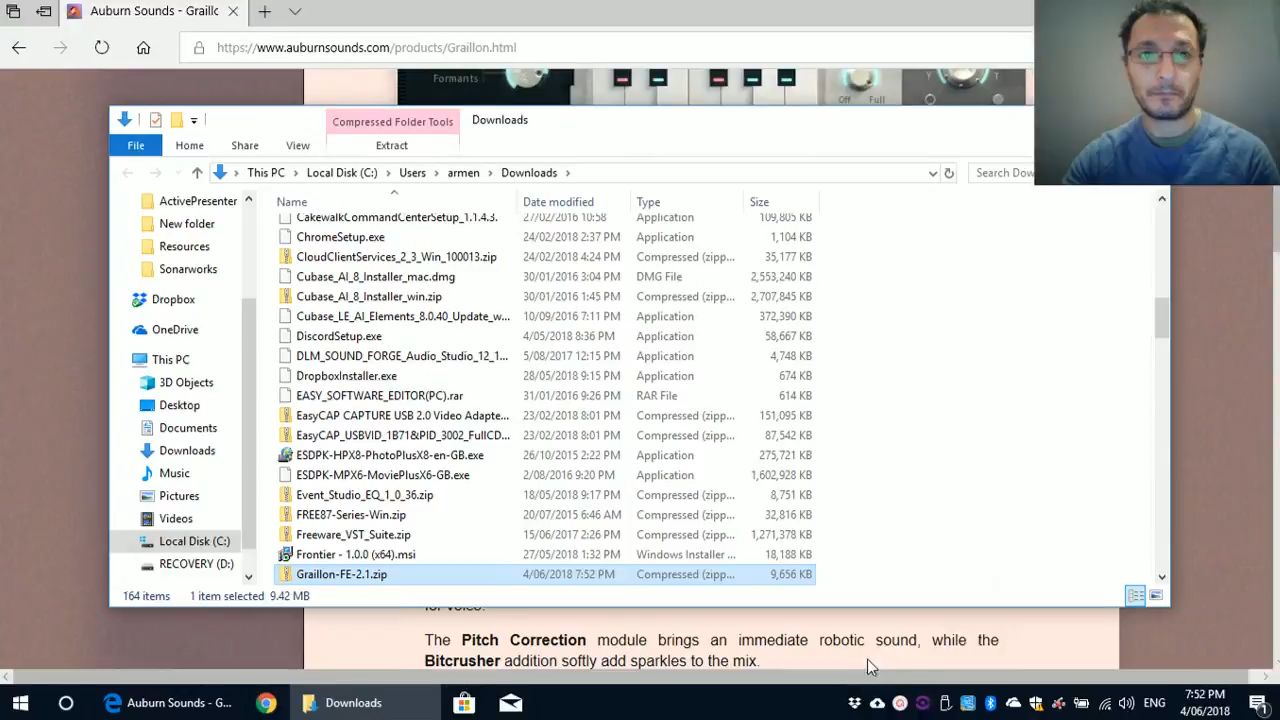 Auburn Sounds - Graillo
https://www.auburnsounds.com/products/Graillon.html
Formants
Off Full
Y
Compressed Folder Tools Downloads
File Home Share View Extract
This PC Local Disk (C:) Users armen Downloads
Search Dow
Name Date modified Type Size
ActivePresenter
New folder
Resources
Sonarworks
Dropbox
OneDrive
This PC
3D Objects
Desktop
Documents
Downloads
Music
Pictures
Videos
Local Disk (C:)
RECOVERY (D:)
CakewalkCommandCenterSetup_1.1.4.3. 27/02/2016 10:58 Application 109,805 KB
ChromeSetup.exe 24/02/2018 2:37 PM Application 1,104 KB
CloudClientServices_2_3_Win_100013.zip 24/02/2018 4:24 PM Compressed (zipp... 35,177 KB
Cubase_AI_8_Installer_mac.dmg 30/01/2016 3:04 PM DMG File 2,553,240 KB
Cubase_AI_8_Installer_win.zip 30/01/2016 1:45 PM Compressed (zipp... 2,707,845 KB
Cubase_LE_AI_Elements_8.0.40_Update_w... 10/09/2016 7:11 PM Application 372,390 KB
DiscordSetup.exe 4/05/2018 8:36 PM Application 58,667 KB
DLM_SOUND_FORGE_Audio_Studio_12_1... 5/08/2017 12:15 PM Application 4,748 KB
DropboxInstaller.exe 28/05/2018 9:15 PM Application 674 KB
EASY_SOFTWARE_EDITOR(PC).rar 31/01/2016 9:26 PM RAR File 614 KB
EasyCAP CAPTURE USB 2.0 Video Adapte... 23/02/2018 8:01 PM Compressed (zipp... 151,095 KB
EasyCAP_USBVID_1B71&PID_3002_FullCD... 23/02/2018 8:01 PM Compressed (zipp... 87,542 KB
ESDPK-HPX8-PhotoPlusX8-en-GB.exe 26/10/2015 2:22 PM Application 275,721 KB
ESDPK-MPX6-MoviePlusX6-GB.exe 2/08/2016 9:20 PM Application 1,602,928 KB
Event_Studio_EQ_1_0_36.zip 18/05/2018 9:17 PM Compressed (zipp... 8,751 KB
FREE87-Series-Win.zip 20/07/2015 6:46 AM Compressed (zipp... 32,816 KB
Freeware_VST_Suite.zip 15/06/2017 2:26 PM Compressed (zipp... 1,271,378 KB
Frontier - 1.0.0 (x64).msi 27/05/2018 1:32 PM Windows Installer ... 18,188 KB
Graillon-FE-2.1.zip 4/06/2018 7:52 PM Compressed (zipp... 9,656 KB
164 items 1 item selected 9.42 MB
for voice.
The Pitch Correction module brings an immediate robotic sound, while the
Bitcrusher addition softly add sparkles to the mix.
Auburn Sounds - G... Downloads ENG 7:52 PM
4/06/2018
1